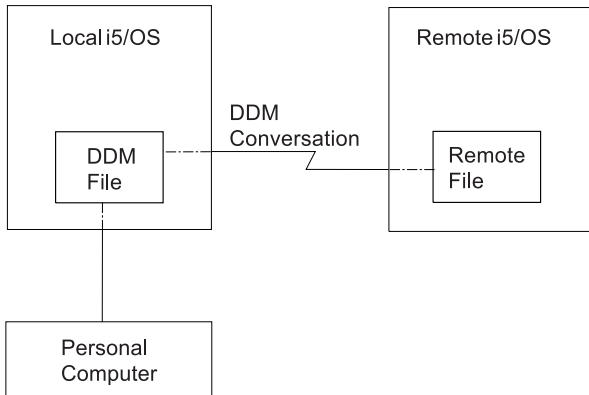 Local i5/OS
Remote i5/OS
DDM
Conversation
DDM
File
Remote
File
Personal
Computer